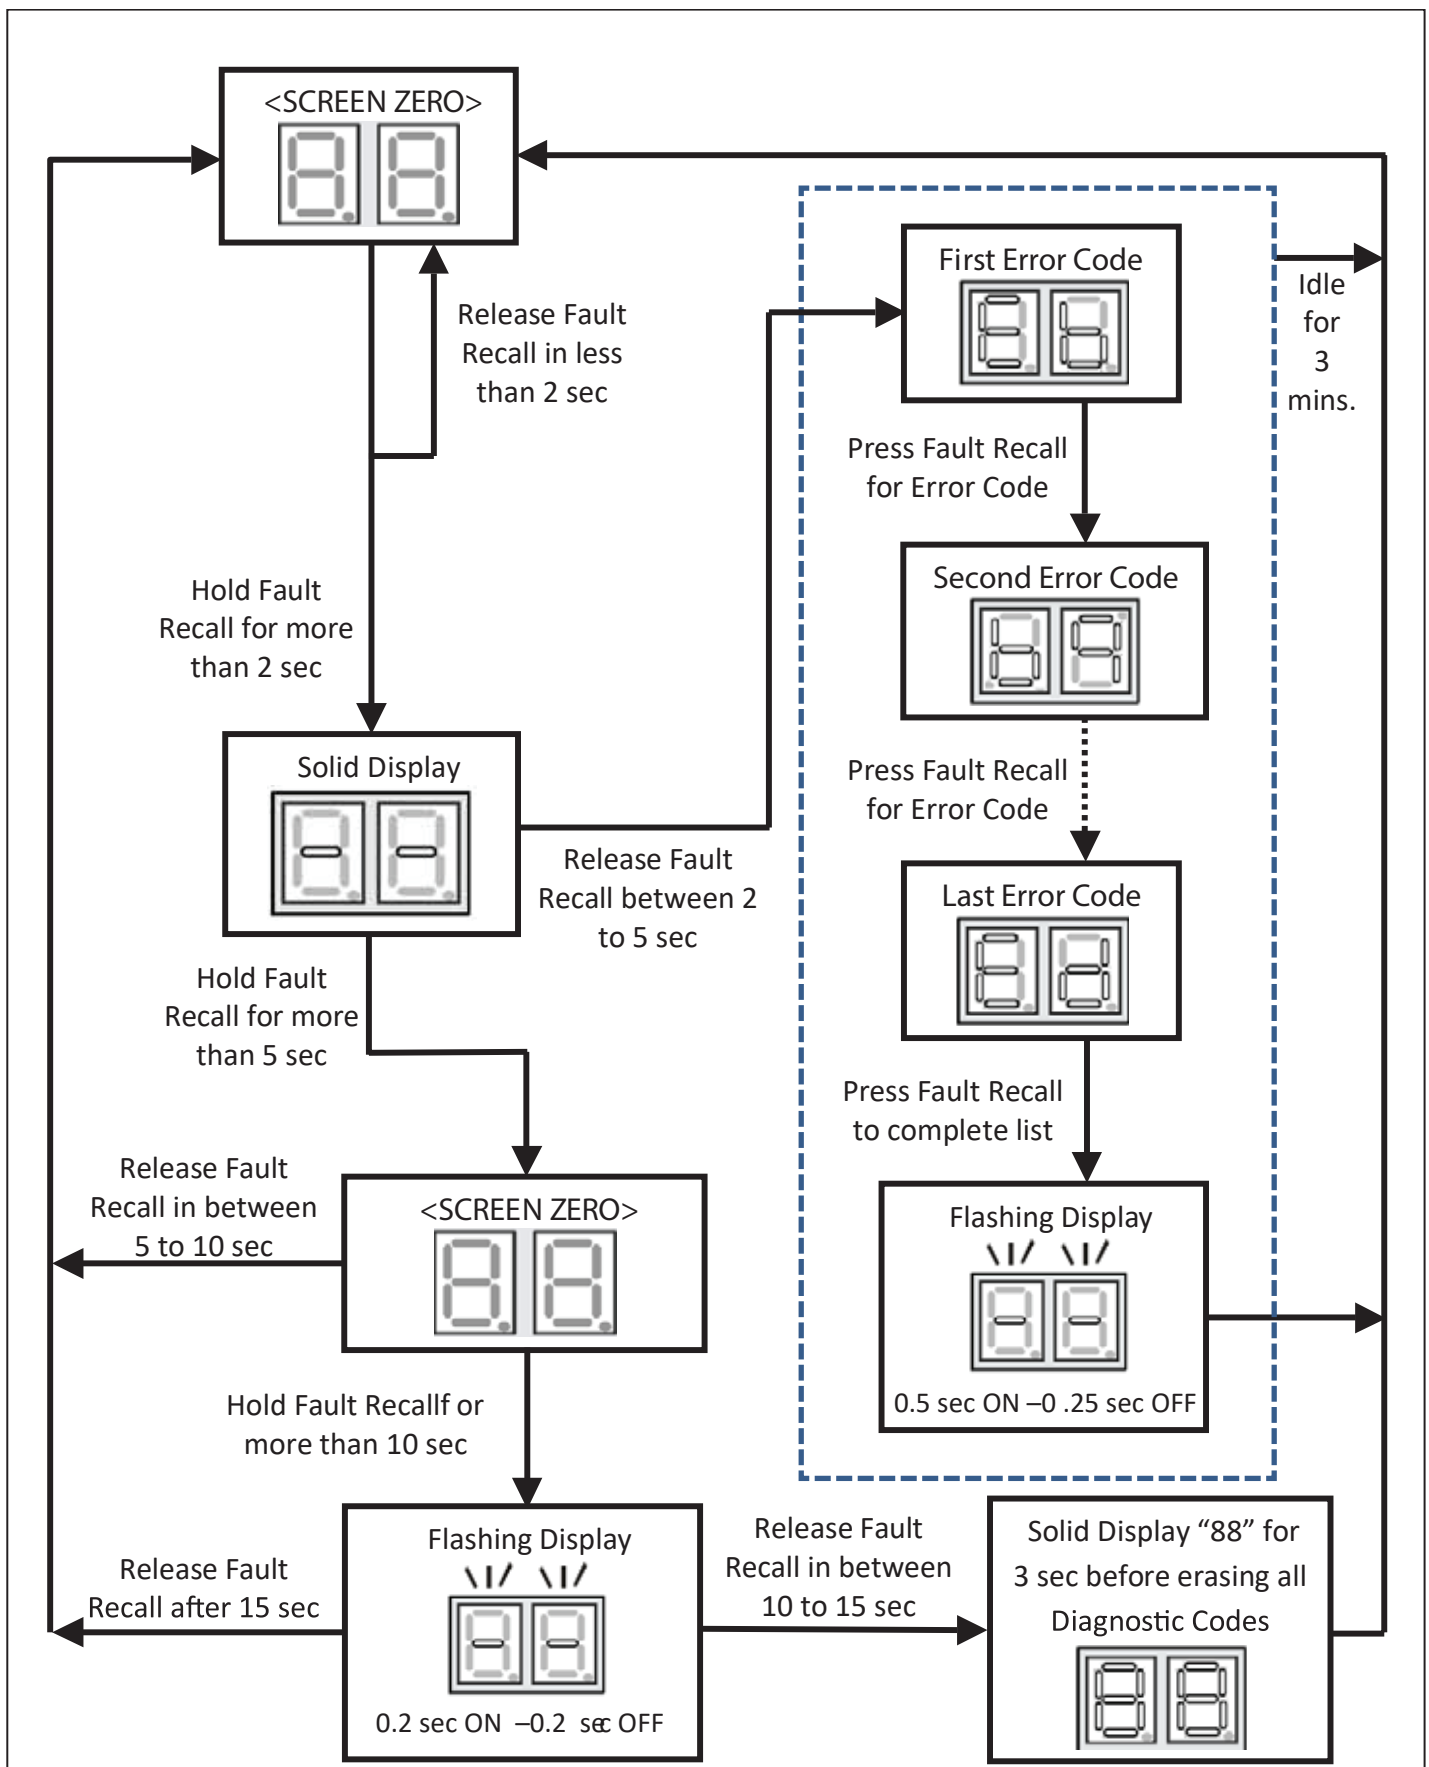 <SCREEN ZERO>
Release Fault
Recall in less
than 2 sec
Hold Fault
Recall for more
than 2 sec
Solid Display
- -
Release Fault
Recall between 2
to 5 sec
First Error Code
Eb
Idle
for
3
mins.
Press Fault Recall
for Error Code
Second Error Code
b9
Press Fault Recall
for Error Code
Last Error Code
Ed
Press Fault Recall
to complete list
Flashing Display
- -
0.5 sec ON –0 .25 sec OFF
Hold Fault
Recall for more
than 5 sec
Release Fault
Recall in between
5 to 10 sec
<SCREEN ZERO>
Hold Fault Recallf or
more than 10 sec
Release Fault
Recall after 15 sec
Flashing Display
- -
0.2 sec ON –0.2 sec OFF
Release Fault
Recall in between
10 to 15 sec
Solid Display “88” for
3 sec before erasing all
Diagnostic Codes
88